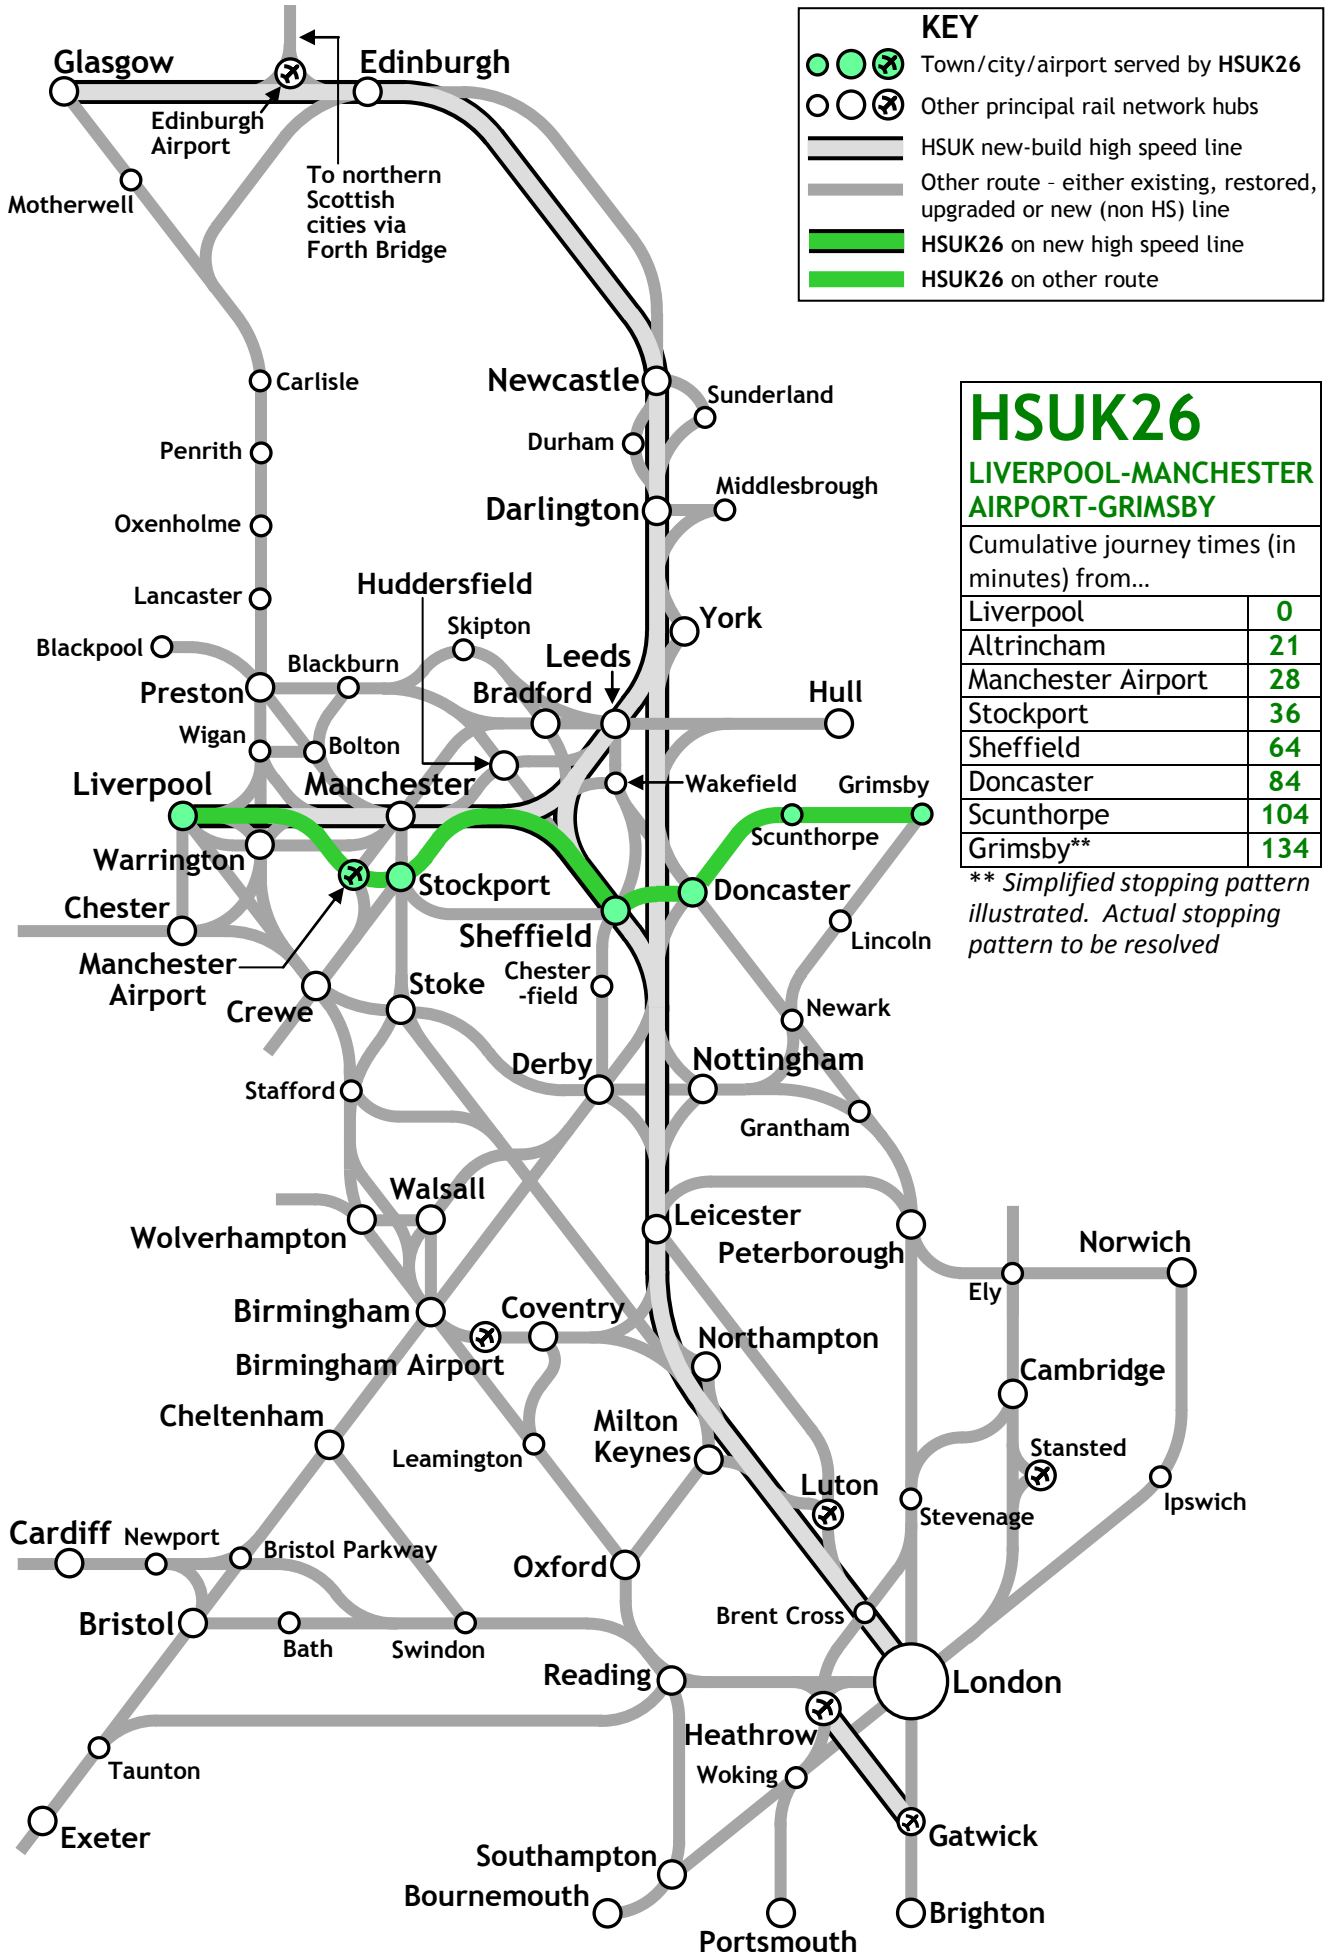 KEY
Town/city/airport served by HSUK26
Other principal rail network hubs
HSUK new-build high speed line
Other route - either existing, restored,
upgraded or new (non HS) line
HSUK26 on new high speed line
HSUK26 on other route
Glasgow
Edinburgh
Edinburgh
Airport
To northern
Scottish
cities via
Forth Bridge
Motherwell
Carlisle
Newcastle
Sunderland
Durham
Penrith
Middlesbrough
Darlington
Oxenholme
Huddersfield
Lancaster
Skipton
York
Blackpool
Blackburn
Leeds
Preston
Bradford
Hull
Wigan
Bolton
Liverpool
Manchester
Wakefield
Grimsby
Scunthorpe
Warrington
Stockport
Doncaster
Chester
Sheffield
Lincoln
Manchester
Airport
Chester
-field
Stoke
Crewe
Newark
Derby
Nottingham
Stafford
Grantham
Walsall
Leicester
Wolverhampton
Peterborough
Norwich
Ely
Birmingham
Coventry
Northampton
Birmingham Airport
Cambridge
Cheltenham
Milton
Keynes
Leamington
Stansted
Luton
Ipswich
Stevenage
Cardiff
Newport
Bristol Parkway
Oxford
Brent Cross
Bristol
Bath
Swindon
Reading
London
Heathrow
Woking
Taunton
Exeter
Gatwick
Southampton
Bournemouth
Portsmouth
Brighton
HSUK26
LIVERPOOL-MANCHESTER
AIRPORT-GRIMSBY
Cumulative journey times (in
minutes) from…
Liverpool 0
Altrincham 21
Manchester Airport 28
Stockport 36
Sheffield 64
Doncaster 84
Scunthorpe 104
Grimsby** 134
** Simplified stopping pattern
illustrated. Actual stopping
pattern to be resolved